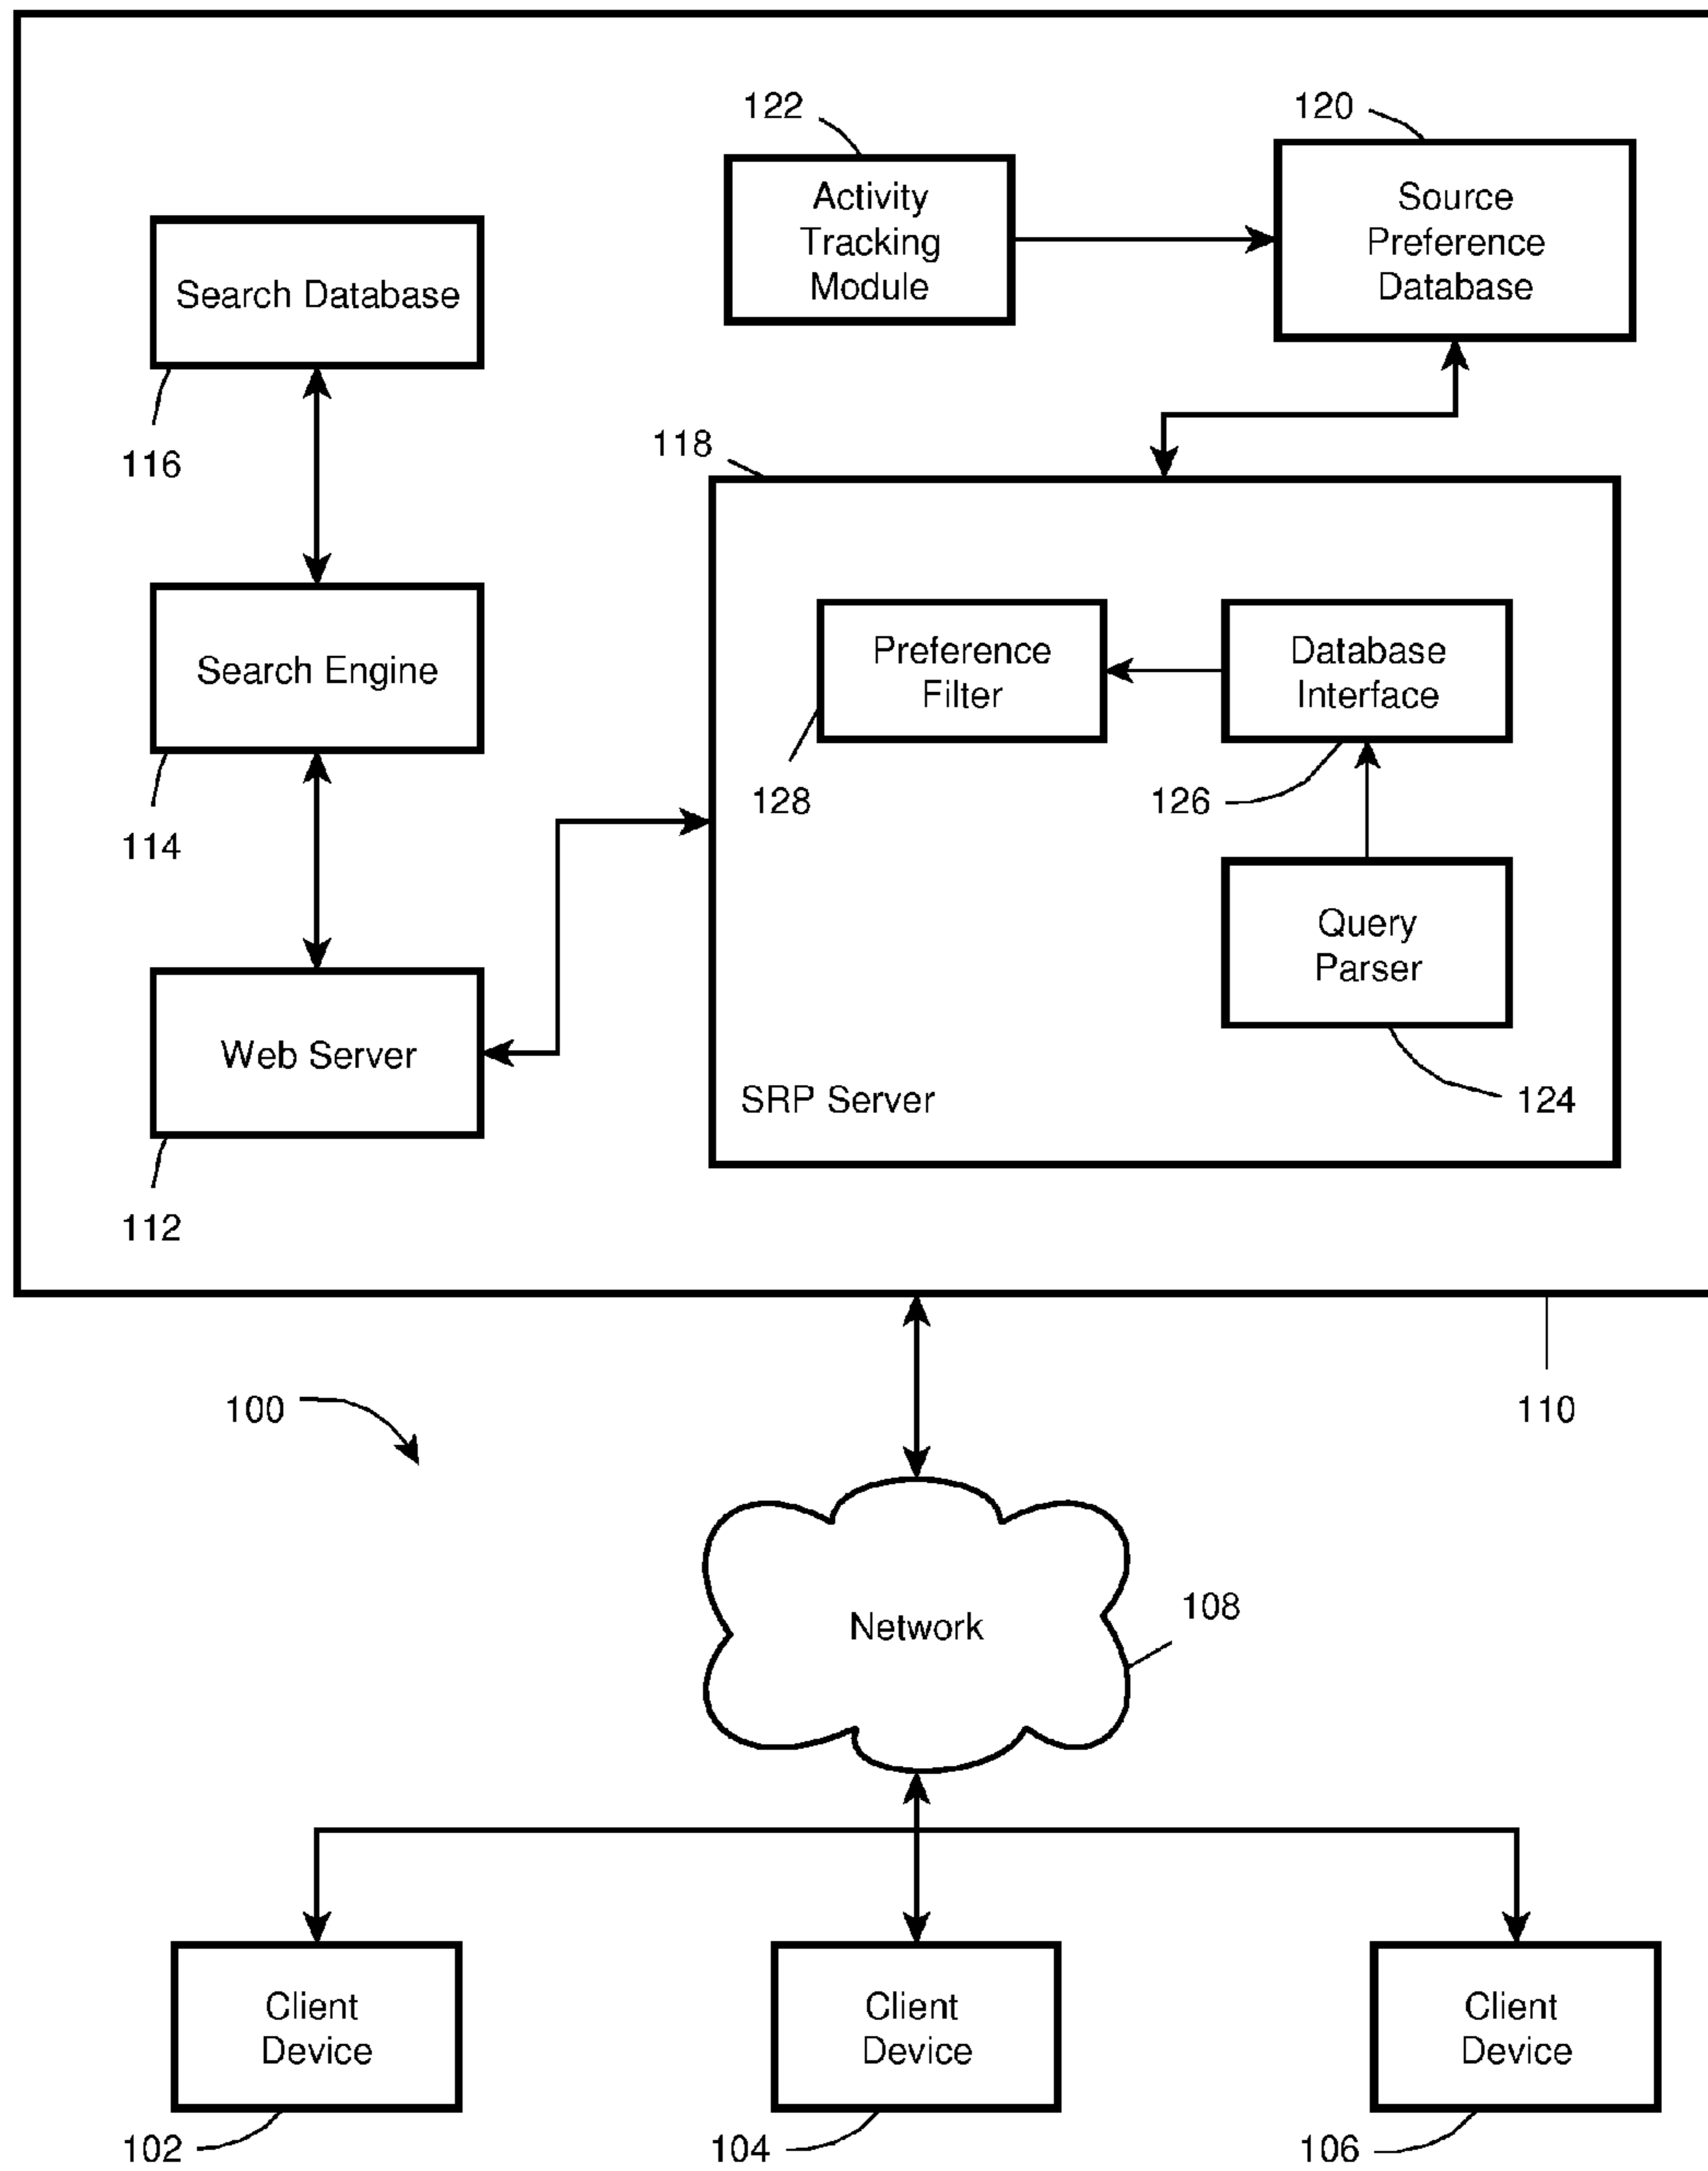 122
120
Activity
Tracking
Module
Source
Preference
Database
Search Database
116
118
Search Engine
114
Preference
Filter
Database
Interface
128
126
Query
Parser
Web Server
SRP Server
124
112
100
110
Network
108
Client
Device
Client
Device
Client
Device
102
104
106